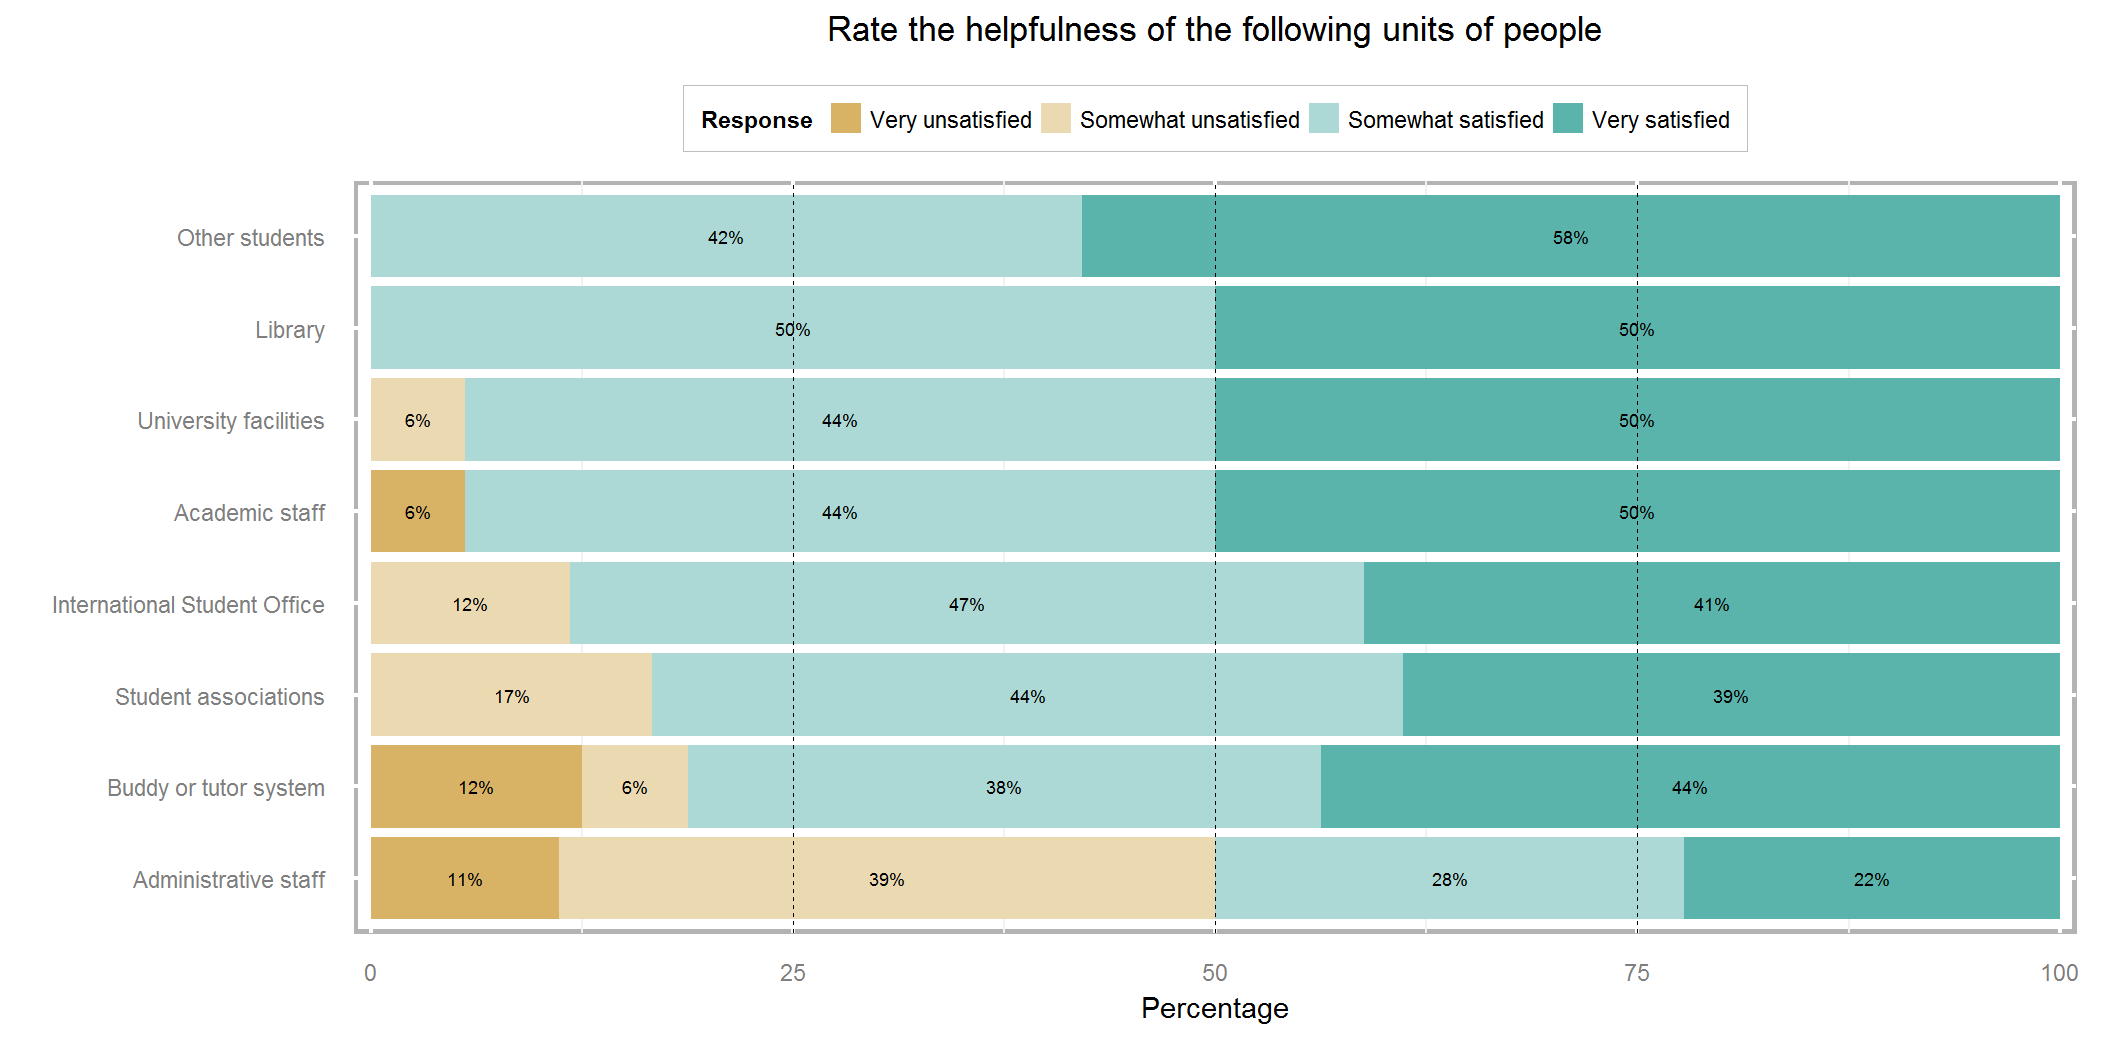 Rate the helpfulness of the following units of people
Response Very unsatisfied Somewhat unsatisfied Somewhat satisfied Very satisfied
Other students 42% 58%
Library 50% 50%
University facilities 6% 44% 50%
Academic staff 6% 44% 50%
International Student Office 12% 47% 41%
Student associations 17% 44% 39%
Buddy or tutor system 12% 6% 38% 44%
Administrative staff 11% 39% 28% 22%
0 25 50 75 100
Percentage